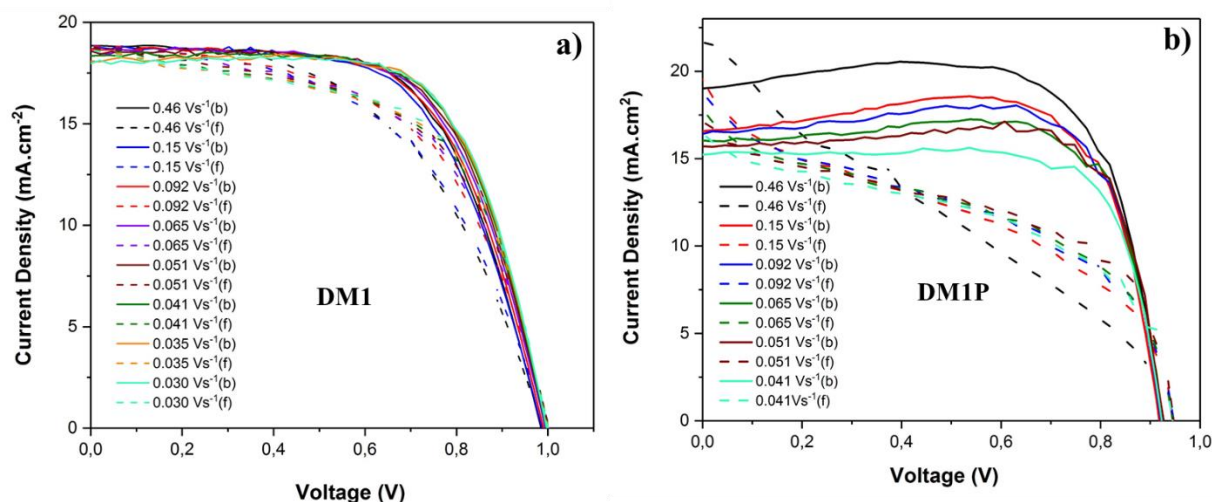 a)
20
15
10
5
0
Current Density (mA.cm²)
0.46 Vs⁻¹(b)
0.46 Vs⁻¹(f)
0.15 Vs⁻¹(b)
0.15 Vs⁻¹(f)
0.092 Vs⁻¹(b)
0.092 Vs⁻¹(f)
0.065 Vs⁻¹(b)
0.065 Vs⁻¹(f)
0.051 Vs⁻¹(b)
0.051 Vs⁻¹(f)
0.041 Vs⁻¹(b)
0.041 Vs⁻¹(f)
0.035 Vs⁻¹(b)
0.035 Vs⁻¹(f)
0.030 Vs⁻¹(b)
0.030 Vs⁻¹(f)
DM1
0,0 0,2 0,4 0,6 0,8 1,0
Voltage (V)
b)
20
15
10
5
0
Current Density (mA.cm²)
0.46 Vs⁻¹(b)
0.46 Vs⁻¹(f)
0.15 Vs⁻¹(b)
0.15 Vs⁻¹(f)
0.092 Vs⁻¹(b)
0.092 Vs⁻¹(f)
0.065 Vs⁻¹(b)
0.065 Vs⁻¹(f)
0.051 Vs⁻¹(b)
0.051 Vs⁻¹(f)
0.041 Vs⁻¹(b)
0.041Vs⁻¹(f)
DM1P
0,0 0,2 0,4 0,6 0,8 1,0
Voltage (V)